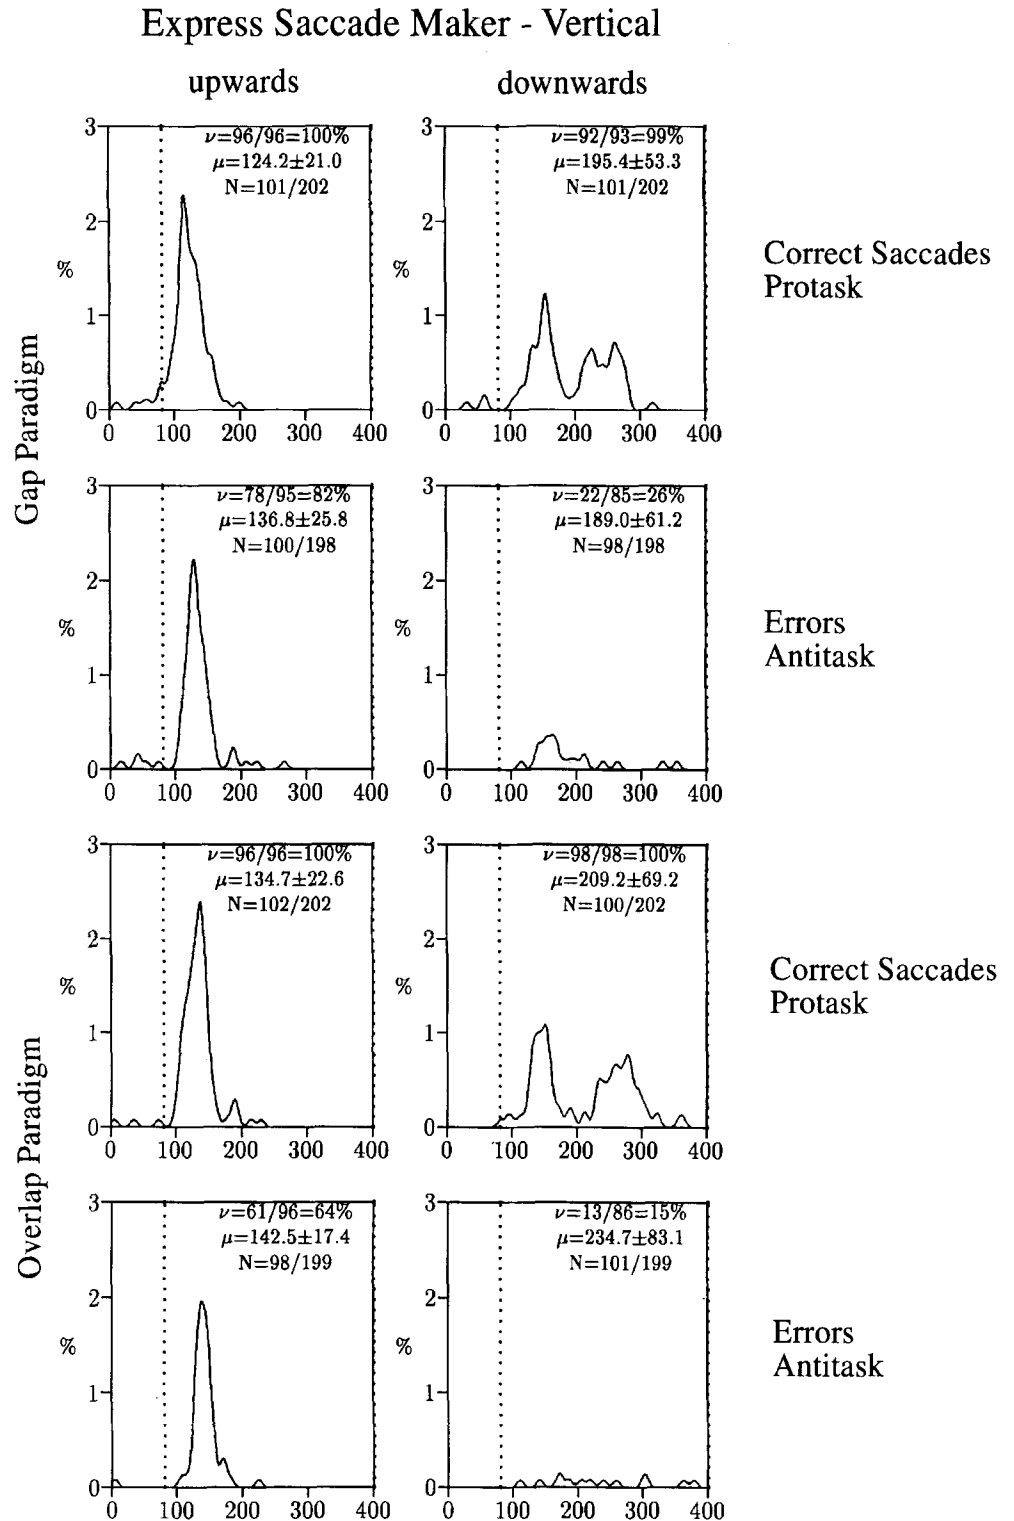 Express Saccade Maker - Vertical
upwards
downwards
Gap Paradigm
3
2
%
1
0
ν=96/96=100%
μ=124.2±21.0
N=101/202
0 100 200 300 400
3
2
%
1
0
ν=92/93=99%
μ=195.4±53.3
N=101/202
0 100 200 300 400
Correct Saccades
Protask
3
2
%
1
0
ν=78/95=82%
μ=136.8±25.8
N=100/198
0 100 200 300 400
3
2
%
1
0
ν=22/85=26%
μ=189.0±61.2
N=98/198
0 100 200 300 400
Errors
Antitask
Overlap Paradigm
3
2
%
1
0
ν=96/96=100%
μ=134.7±22.6
N=102/202
0 100 200 300 400
3
2
%
1
0
ν=98/98=100%
μ=209.2±69.2
N=100/202
0 100 200 300 400
Correct Saccades
Protask
3
2
%
1
0
ν=61/96=64%
μ=142.5±17.4
N=98/199
0 100 200 300 400
3
2
%
1
0
ν=13/86=15%
μ=234.7±83.1
N=101/199
0 100 200 300 400
Errors
Antitask